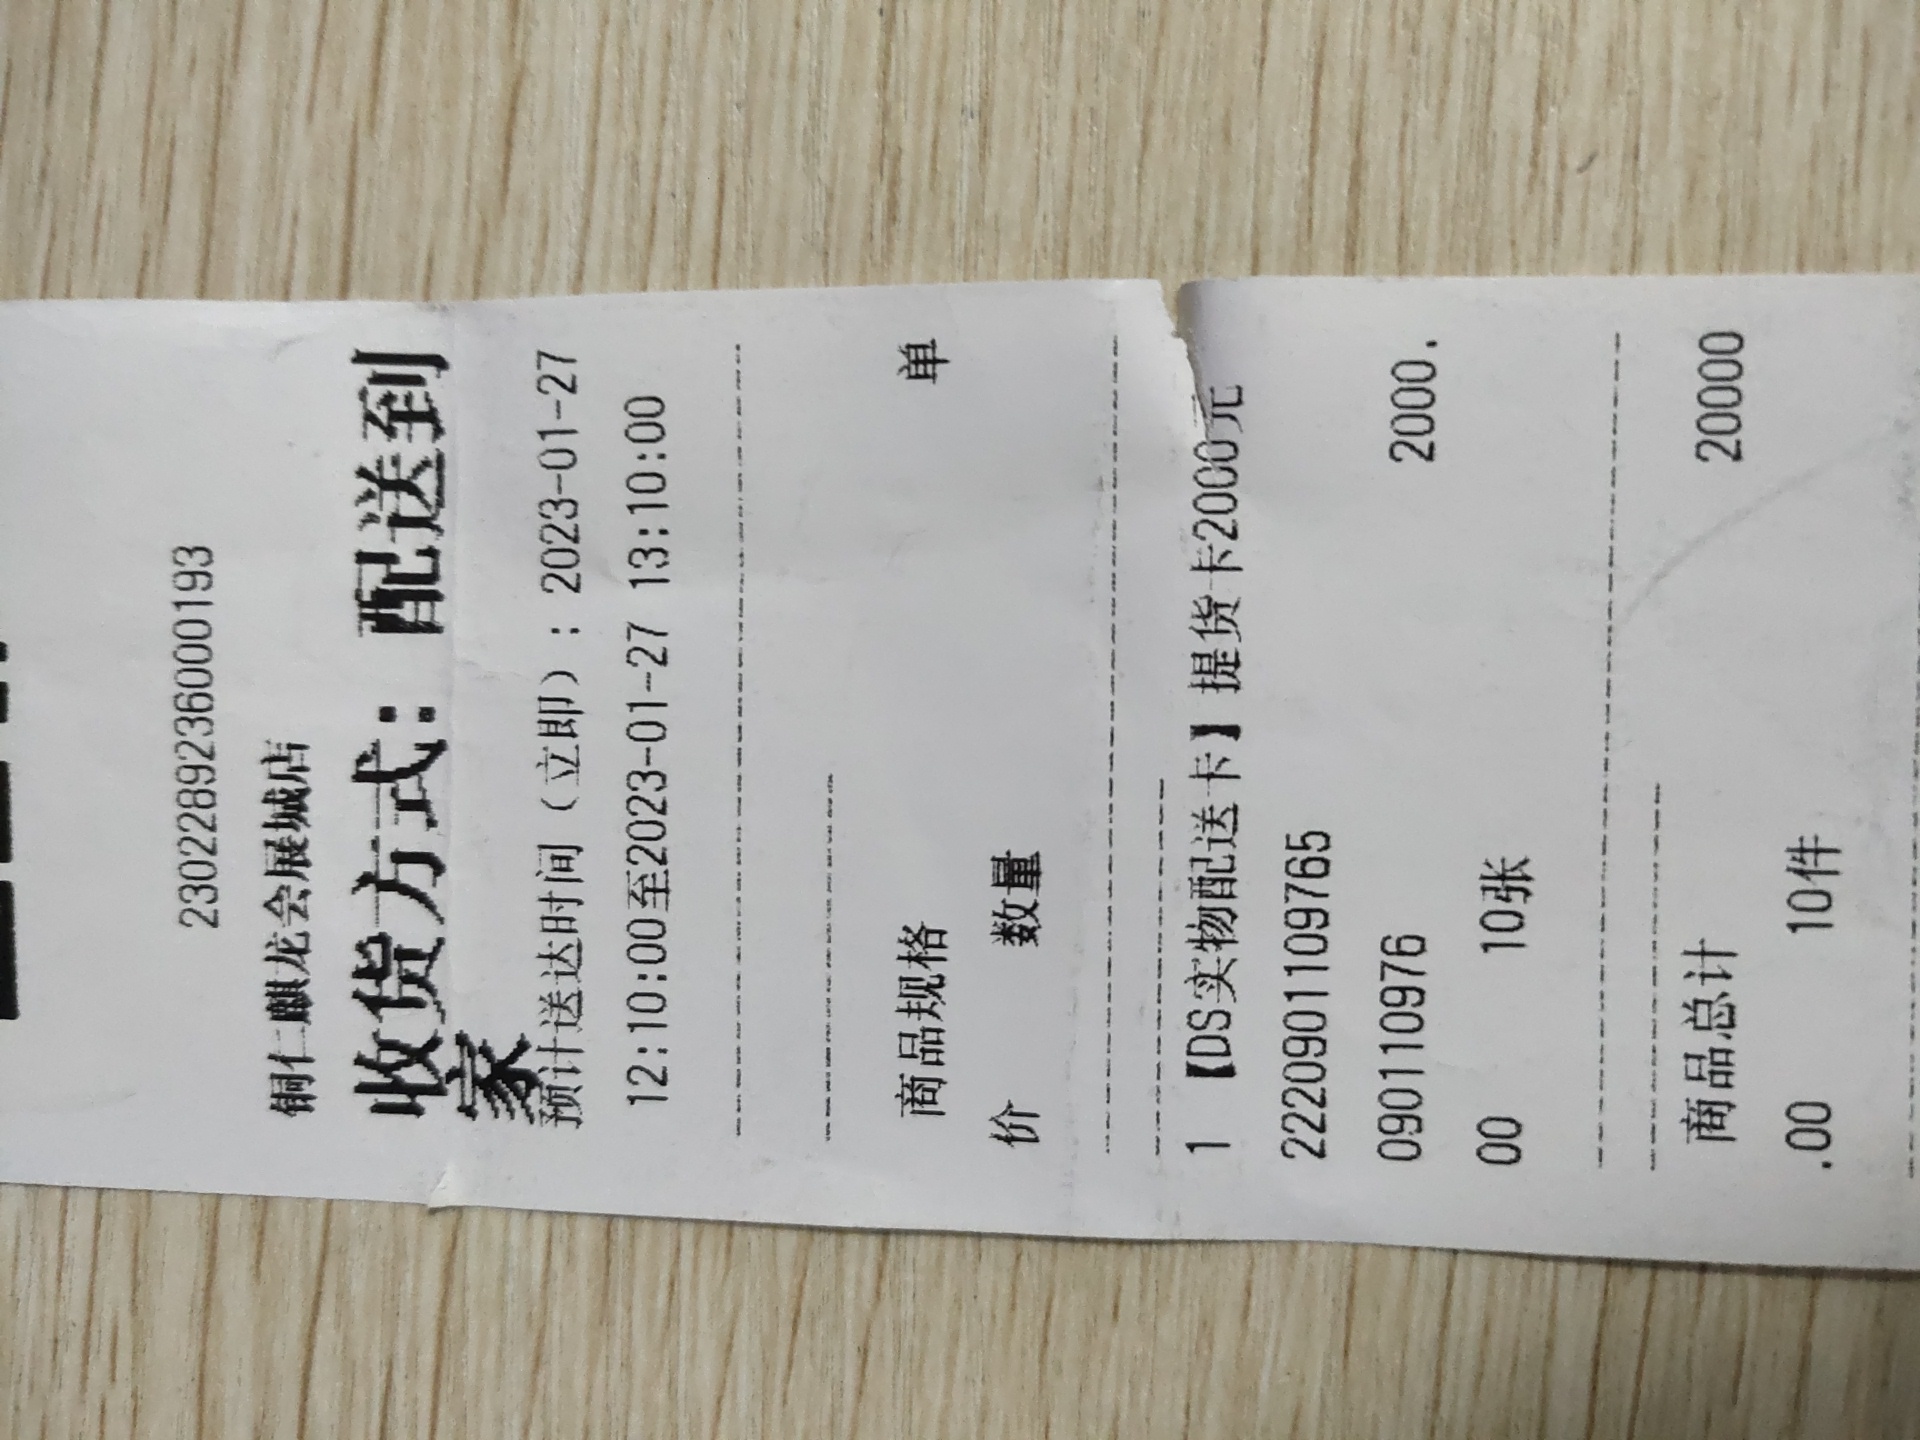 2302289236000193
铜仁麒龙会展城店
收货方式：配送到
家
预计送达时间（立即）：2023-01-27
12:10:00至2023-01-27 13:10:00
商品规格 单
价 数量
1 【DS实物配送卡】提货卡2000元
2220901109765
090110976 2000.
00 10张
商品总计 20000
.00 10件